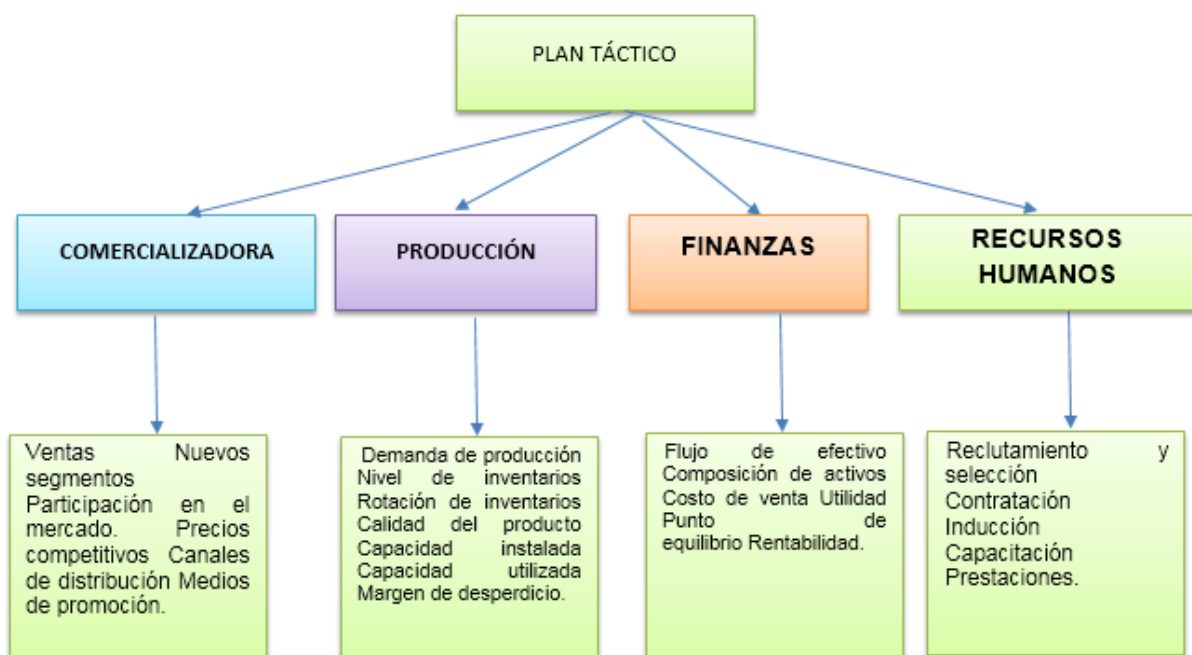 PLAN TÁCTICO
COMERCIALIZADORA
PRODUCCIÓN
FINANZAS
RECURSOS
HUMANOS
Ventas Nuevos
segmentos
Participación en el
mercado. Precios
competitivos Canales
de distribución Medios
de promoción.
Demanda de producción
Nivel de inventarios
Rotación de inventarios
Calidad del producto
Capacidad instalada
Capacidad utilizada
Margen de desperdicio.
Flujo de efectivo
Composición de activos
Costo de venta Utilidad
Punto de
equilibrio Rentabilidad.
Reclutamiento y
selección
Contratación
Inducción
Capacitación
Prestaciones.